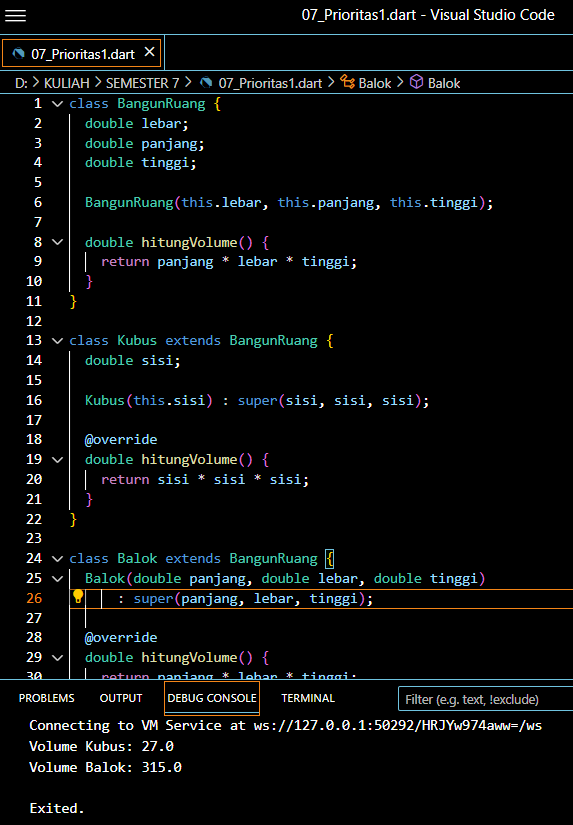 07_Prioritas1.dart - Visual Studio Code
07_Prioritas1.dart ×
D: > KULIAH > SEMESTER 7 > 07_Prioritas1.dart > Balok > Balok
1 class BangunRuang {
2 double lebar;
3 double panjang;
4 double tinggi;
5
6 BangunRuang(this.lebar, this.panjang, this.tinggi);
7
8 double hitungVolume() {
9 return panjang * lebar * tinggi;
10 }
11 }
12
13 class Kubus extends BangunRuang {
14 double sisi;
15
16 Kubus(this.sisi) : super(sisi, sisi, sisi);
17
18 @override
19 double hitungVolume() {
20 return sisi * sisi * sisi;
21 }
22 }
23
24 class Balok extends BangunRuang {
25 Balok(double panjang, double lebar, double tinggi)
26 : super(panjang, lebar, tinggi);
27
28 @override
29 double hitungVolume() {
30 return panjang * lebar * tinggi;
PROBLEMS OUTPUT DEBUG CONSOLE TERMINAL Filter (e.g. text, !exclude)
Connecting to VM Service at ws://127.0.0.1:50292/HRJYw974aww=/ws
Volume Kubus: 27.0
Volume Balok: 315.0
Exited.